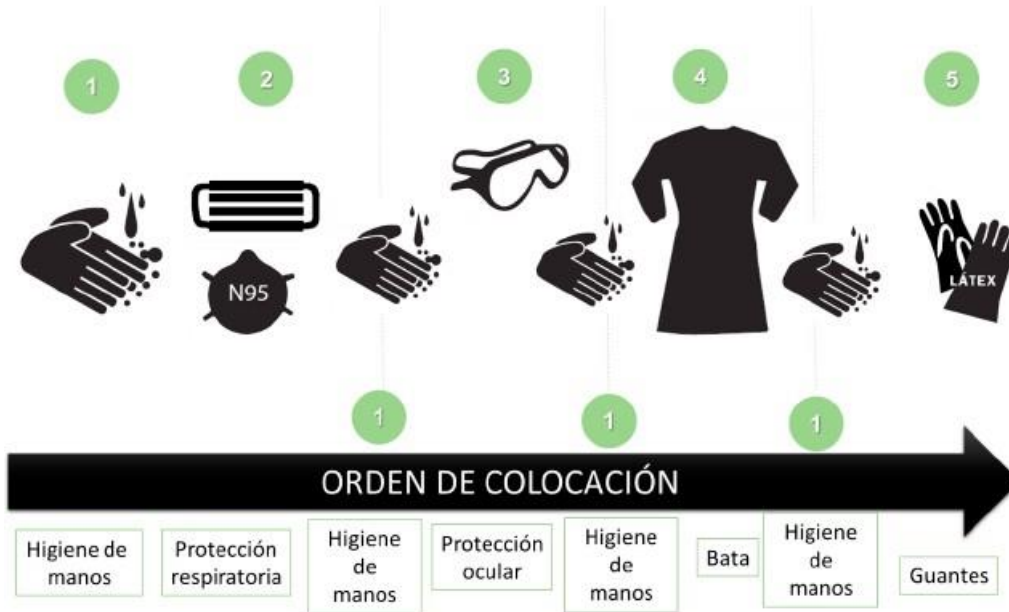 1
2
3
4
5
N95
LÁTEX
1
1
1
ORDEN DE COLOCACIÓN
Higiene de
manos
Protección
respiratoria
Higiene
de
manos
Protección
ocular
Higiene
de
manos
Bata
Higiene
de
manos
Guantes